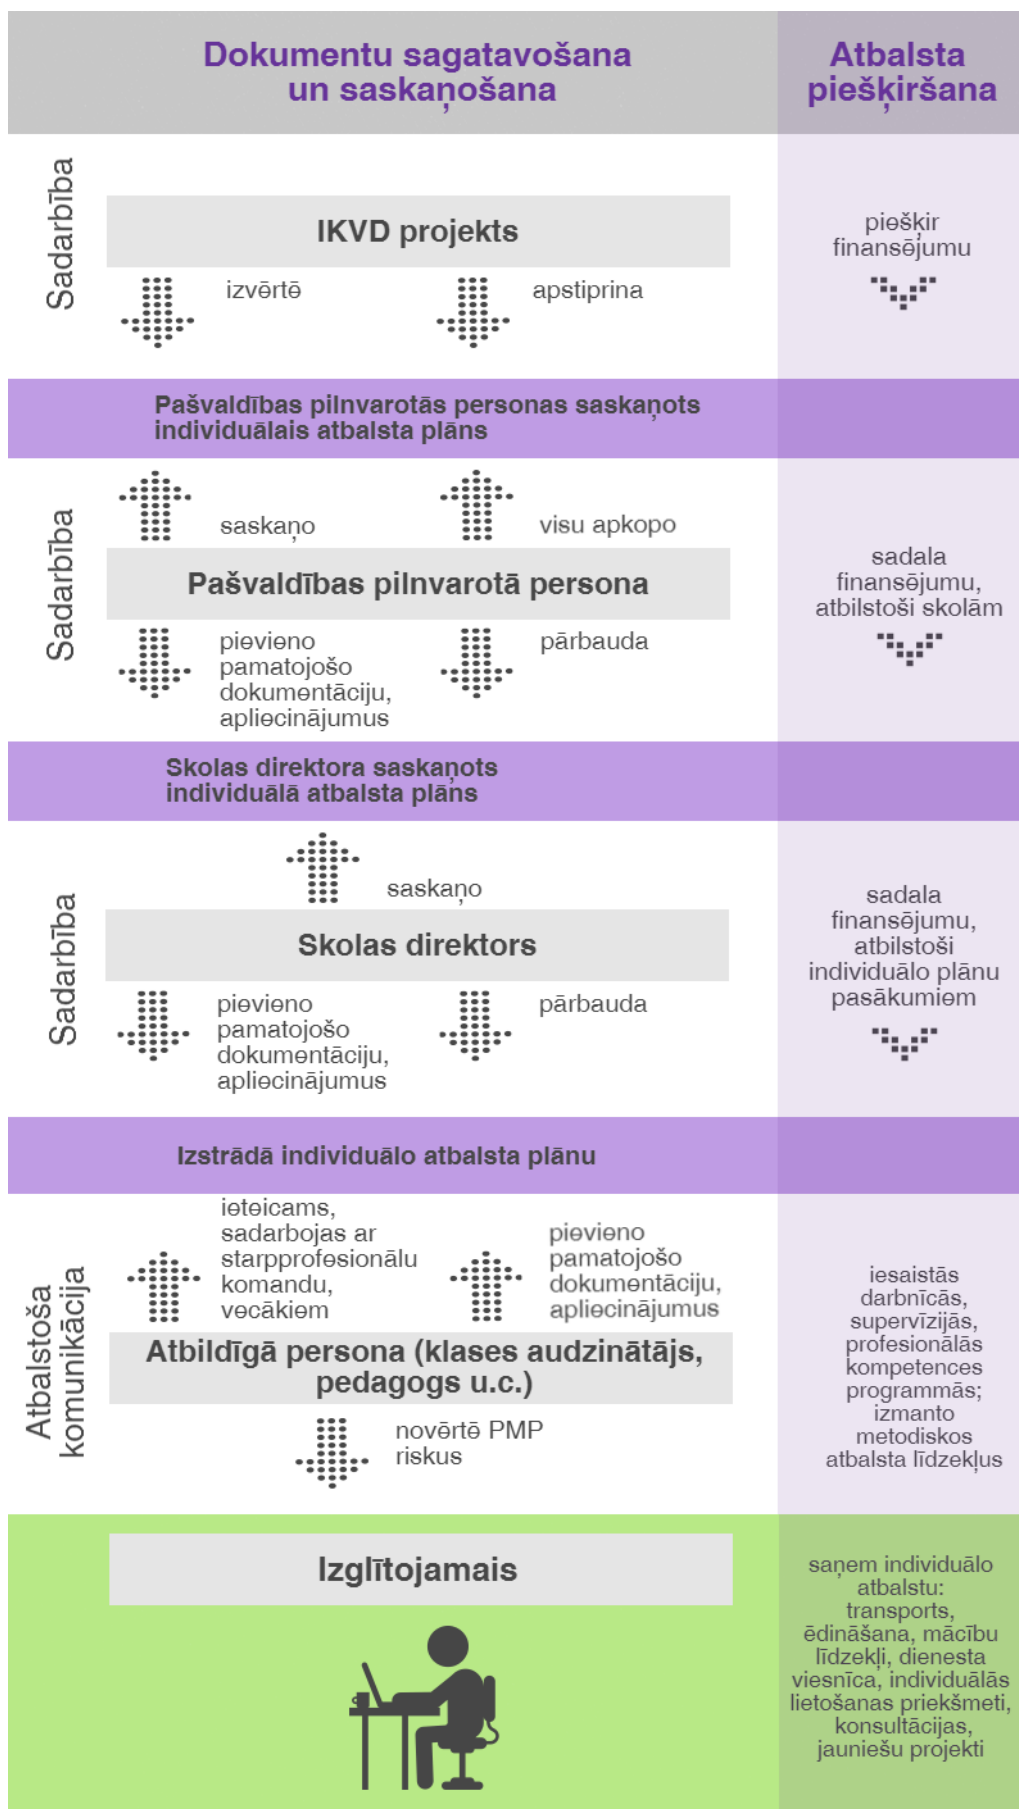 Dokumentu sagatavošana
un saskaņošana
Atbalsta
piešķiršana
Sadarbība
IKVD projekts
izvērtē
apstiprina
piešķir
finansējumu
Pašvaldības pilnvarotās personas saskaņots
individuālais atbalsta plāns
Sadarbība
saskaņo
visu apkopo
Pašvaldības pilnvarotā persona
pievieno
pamatojošo
dokumentāciju,
apliecinājumus
pārbauda
sadala
finansējumu,
atbilstoši skolām
Skolas direktora saskaņots
individuālā atbalsta plāns
Sadarbība
saskaņo
Skolas direktors
pievieno
pamatojošo
dokumentāciju,
apliecinājumus
pārbauda
sadala
finansējumu,
atbilstoši
individuālo plānu
pasākumiem
Izstrādā individuālo atbalsta plānu
Atbalstoša
komunikācija
ieteicams,
sadarbojas ar
starpprofesionālu
komandu,
vecākiem
pievieno
pamatojošo
dokumentāciju,
apliecinājumus
Atbildīgā persona (klases audzinātājs,
pedagogs u.c.)
novērtē PMP
riskus
iesaistās
darbnīcās,
supervīzijās,
profesionālās
kompetences
programmās;
izmanto
metodiskos
atbalsta līdzekļus
Izglītojamais
saņem individuālo
atbalstu:
transports,
ēdināšana, mācību
līdzekļi, dienesta
viesnīca, individuālās
lietošanas priekšmeti,
konsultācijas,
jauniešu projekti